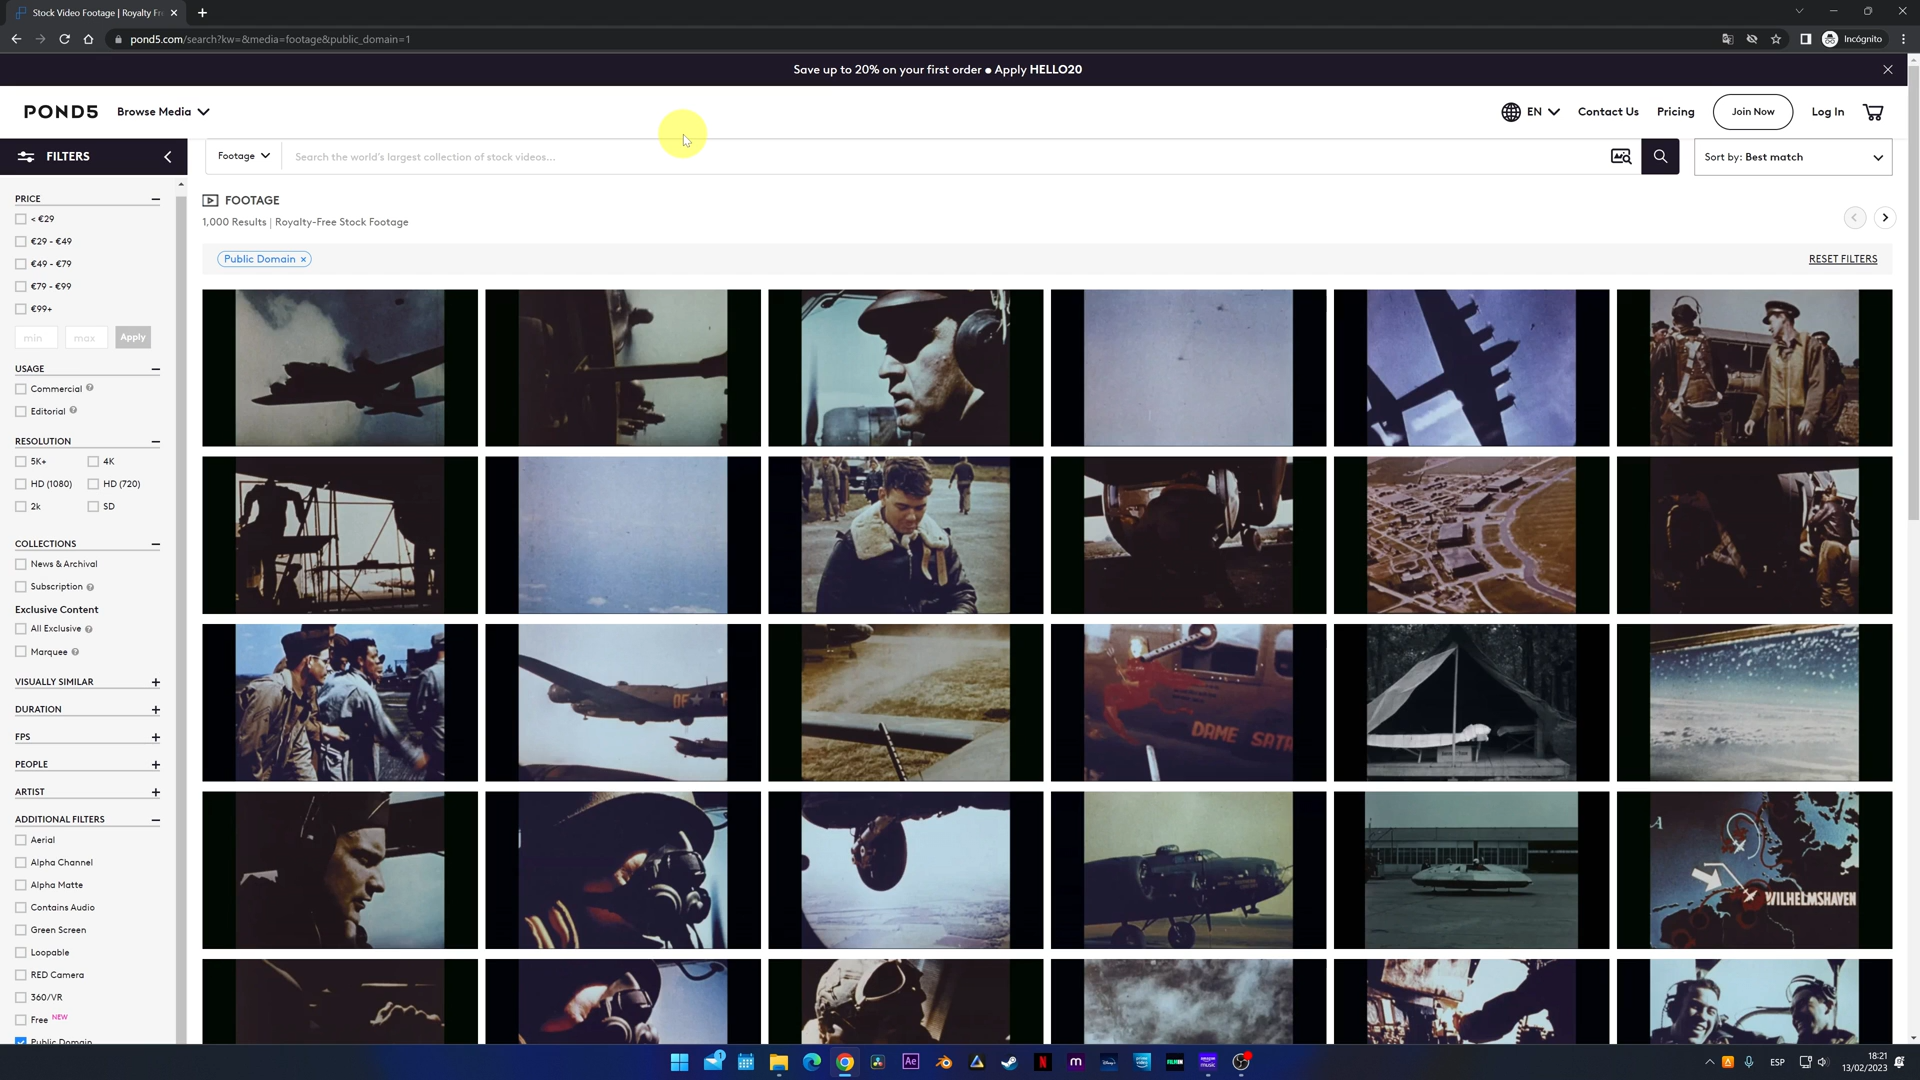 Stock Video Footage | Royalty Fr
pond5.com/search?kw=&media=footage&public_domain=1
Incógnito
Save up to 20% on your first order ● Apply HELLO20
POND5
Browse Media
EN
Contact Us
Pricing
Join Now
Log In
FILTERS
Footage
Search the world's largest collection of stock videos...
Sort by: Best match
FOOTAGE
1,000 Results | Royalty-Free Stock Footage
Public Domain ×
RESET FILTERS
PRICE
< €29
€29 - €49
€49 - €79
€79 - €99
€99+
min
max
Apply
USAGE
Commercial
Editorial
RESOLUTION
5K+
4K
HD (1080)
HD (720)
2k
SD
COLLECTIONS
News & Archival
Subscription
Exclusive Content
All Exclusive
Marquee
VISUALLY SIMILAR
DURATION
FPS
PEOPLE
ARTIST
ADDITIONAL FILTERS
Aerial
Alpha Channel
Alpha Matte
Contains Audio
Green Screen
Loopable
RED Camera
360/VR
Free NEW
Public Domain
DAME SATA
WILHELMSHAVEN
Ae
ESP
18:21
13/02/2023